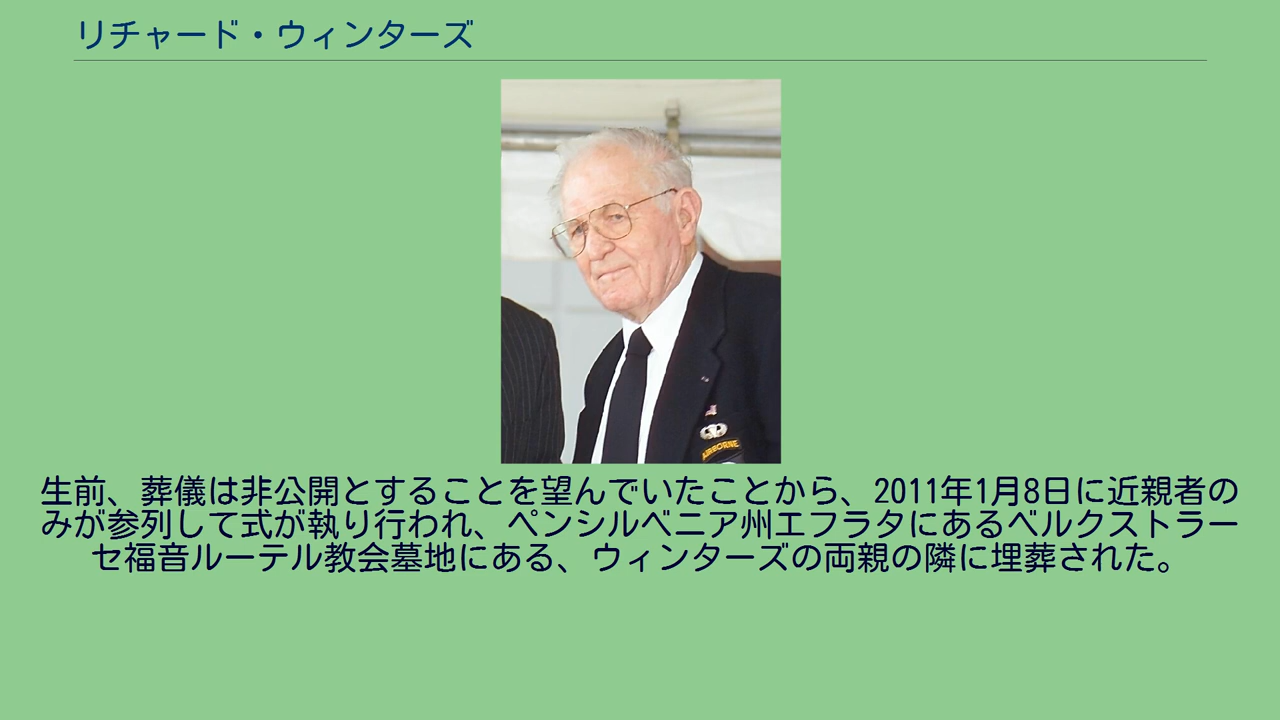 リチャード・ウィンターズ
AIRBORNE
生前、葬儀は非公開とすることを望んでいたことから、2011年1月8日に近親者の
みが参列して式が執り行われ、ペンシルベニア州エフラタにあるベルクストラー
セ福音ルーテル教会墓地にある、ウィンターズの両親の隣に埋葬された。